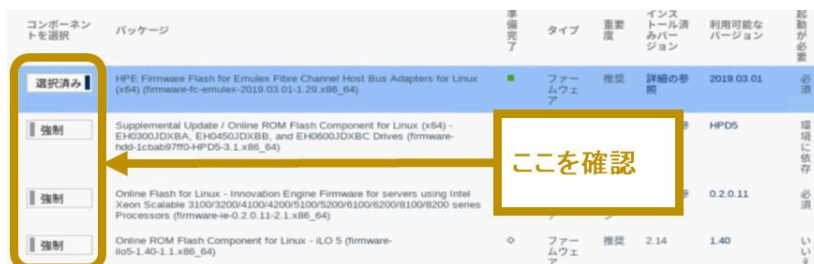 コンポーネン
トを選択
パッケージ
準
備
完
了
タイプ
重要
度
インス
トール済
みバー
ジョン
利用可能な
バージョン
起
動
が
必
要
選択済み
HPE Firmware Flash for Emulex Fibre Channel Host Bus Adapters for Linux
(x64) (firmware-fc-emulex-2019.03.01-1.29.x86_64)
ファー
ムウェ
ア
推奨
詳細の参
照
2019.03.01
必
須
強制
Supplemental Update / Online ROM Flash Component for Linux (x64) -
EH0300JDXBA, EH0450JDXBB, and EH0600JDXBC Drives (firmware-
hdd-1cbab97ff0-HPD5-3.1.x86_64)
HPD5
環
境
に
依
存
ここを確認
強制
Online Flash for Linux - Innovation Engine Firmware for servers using Intel
Xeon Scalable 3100/3200/4100/4200/5100/5200/6100/6200/8100/8200 series
Processors (firmware-ie-0.2.0.11-2.1.x86_64)
0.2.0.11
必
須
強制
Online ROM Flash Component for Linux - iLO 5 (firmware-
ilo5-1.40-1.1.x86_64)
ファー
ムウェ
ア
推奨
2.14
1.40
い
い
え